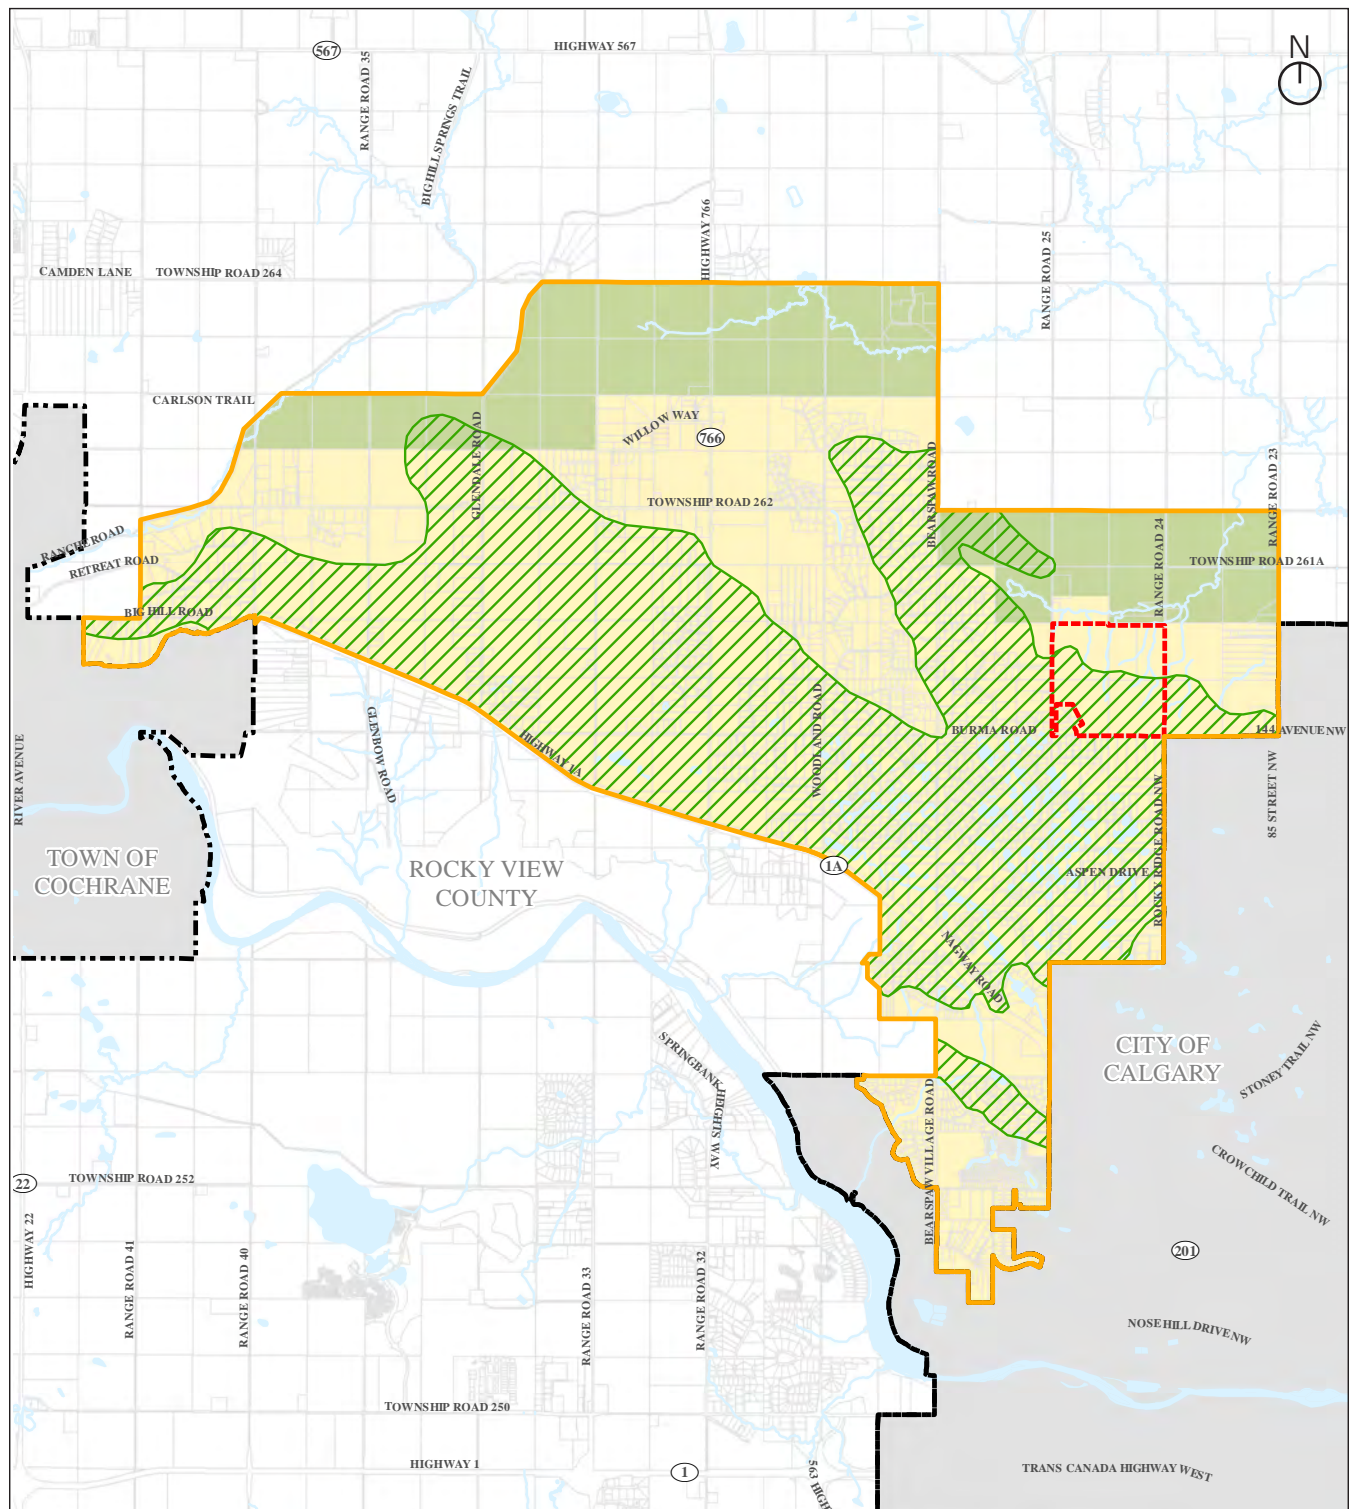 HIGHWAY 567
567
N
RANGE ROAD 35
BIG HILL SPRINGS TRAIL
HIGHWAY 766
RANGE ROAD 25
CAMDEN LANE
TOWNSHIP ROAD 264
CARLSON TRAIL
WILLOW WAY
766
GLENDALE ROAD
BEARSPAW ROAD
RANGE ROAD 23
TOWNSHIP ROAD 262
RANGE ROAD 24
RANCHE ROAD
RETREAT ROAD
TOWNSHIP ROAD 261A
BIG HILL ROAD
GLENBOW ROAD
WOODLAND ROAD
BURMA ROAD
144 AVENUE NW
HIGHWAY 1A
RIVER AVENUE
85 STREET NW
ROCKY RIDGE ROAD NW
TOWN OF
COCHRANE
ROCKY VIEW
COUNTY
1A
ASPEN DRIVE
NAGWAY ROAD
CITY OF
CALGARY
SPRINGBANK HEIGHTS WAY
STONEY TRAIL NW
BEARSPAW VILLAGE ROAD
CROWCHILD TRAIL NW
22
TOWNSHIP ROAD 252
HIGHWAY 22
RANGE ROAD 41
RANGE ROAD 40
RANGE ROAD 33
RANGE ROAD 32
201
NOSE HILL DRIVE NW
TOWNSHIP ROAD 250
HIGHWAY 1
1
563 HIGH
TRANS CANADA HIGHWAY WEST